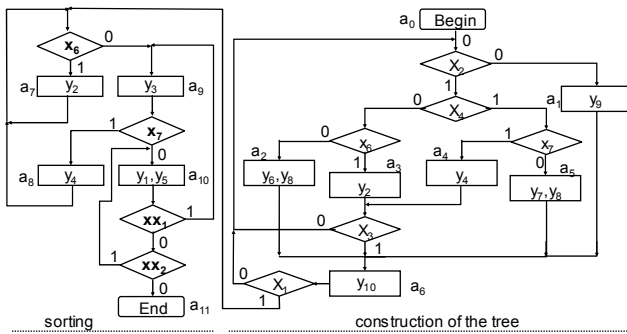 a0 Begin
0
x6 0 0 X2 0
1 1
a7 y2 y3 a9 a1 y9
0 X4 1
1 x7 0 x6 1 x7
0 a2 1 a3 a4 0 a5
a8 y4 y1, y5 a10 y6, y8 y2 y4 y7, y8
xx1 1 0 X3
0 1
1 xx2 0 X1 y10 a6
0 1
End a11
sorting construction of the tree